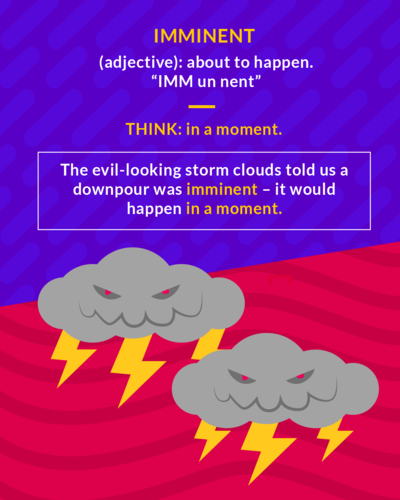 IMMINENT
(adjective): about to happen.
“IMM un nent”
THINK: in a moment.
The evil-looking storm clouds told us a
downpour was imminent – it would
happen in a moment.